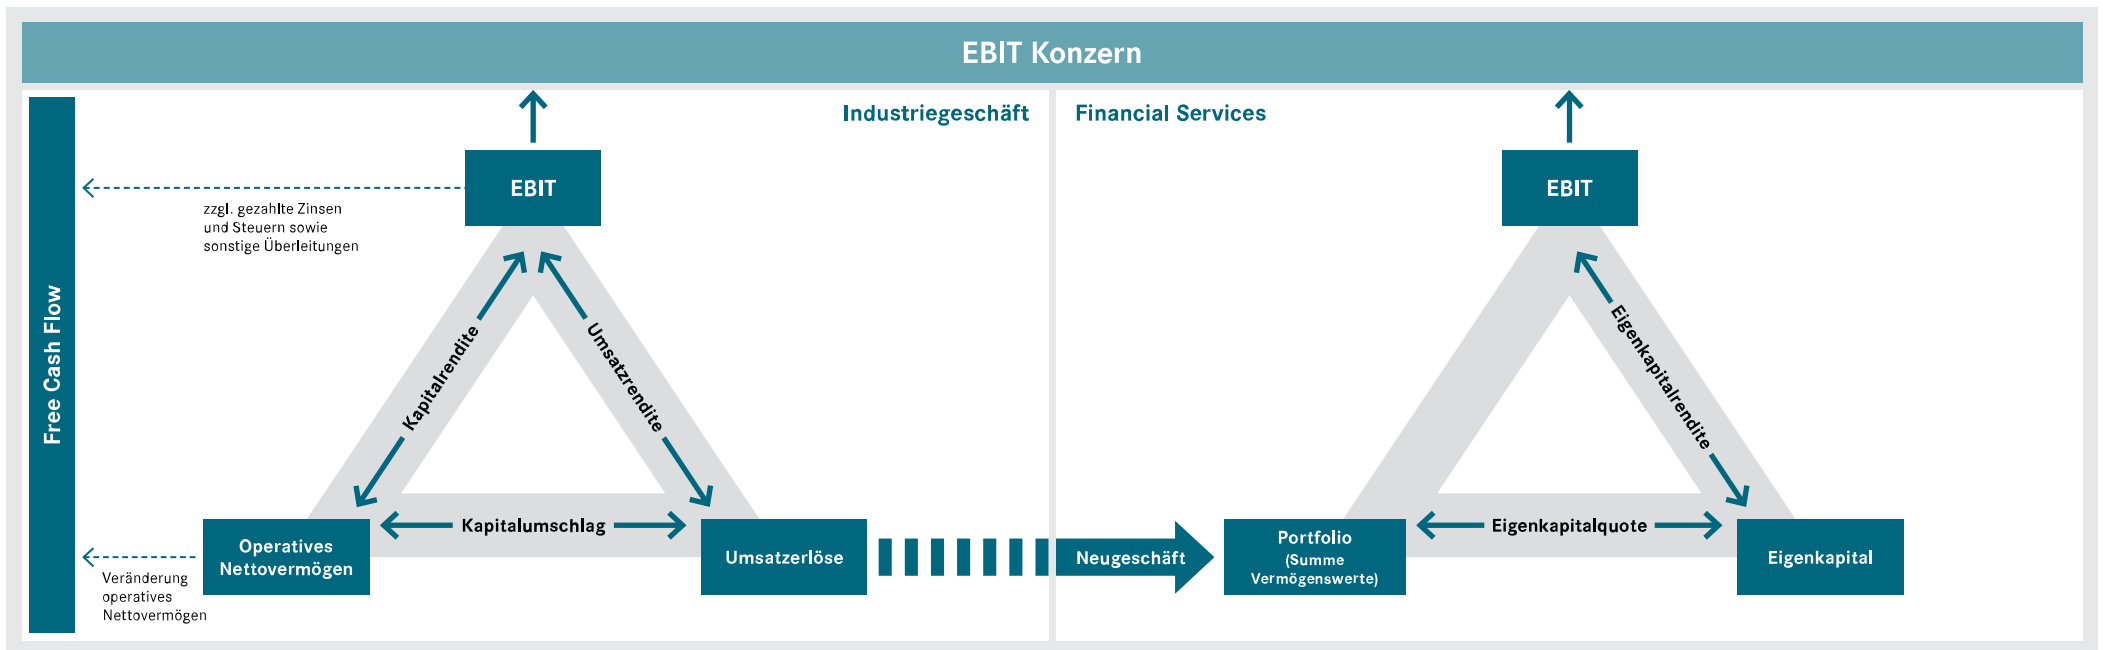 EBIT Konzern
Industriegeschäft
Financial Services
Free Cash Flow
EBIT
zzgl. gezahlte Zinsen
und Steuern sowie
sonstige Überleitungen
Kapitalrendite
Umsatzrendite
Kapitalumschlag
Operatives
Nettovermögen
Umsatzerlöse
Veränderung
operatives
Nettovermögen
Neugeschäft
EBIT
Eigenkapitalrendite
Eigenkapitalquote
Portfolio
(Summe
Vermögenswerte)
Eigenkapital